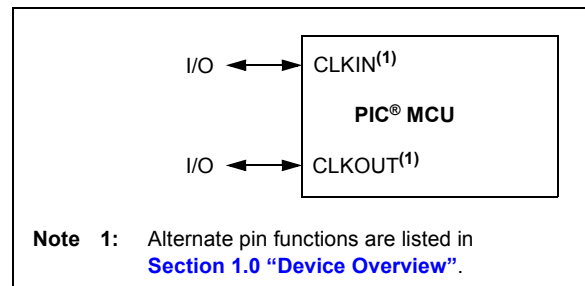 I/O CLKIN(1)
PIC® MCU
I/O CLKOUT(1)
Note 1: Alternate pin functions are listed in
Section 1.0 “Device Overview”.